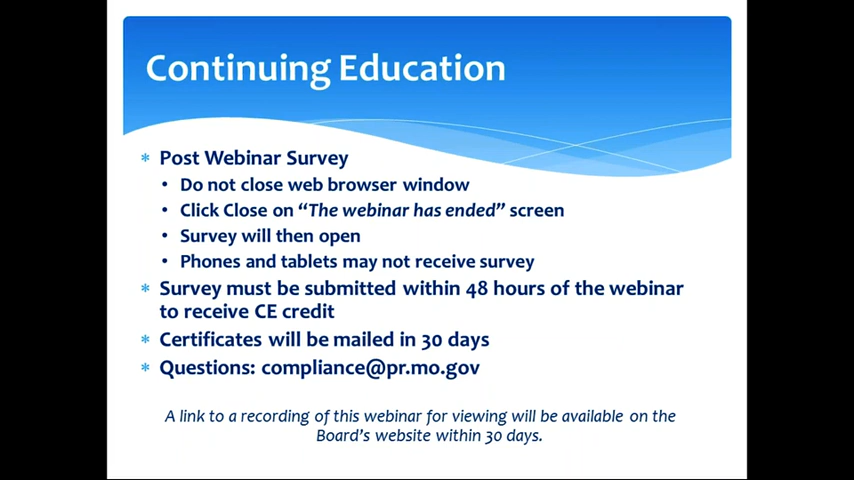 Continuing Education
* Post Webinar Survey
• Do not close web browser window
• Click Close on “The webinar has ended” screen
• Survey will then open
• Phones and tablets may not receive survey
* Survey must be submitted within 48 hours of the webinar
to receive CE credit
* Certificates will be mailed in 30 days
* Questions: compliance@pr.mo.gov
A link to a recording of this webinar for viewing will be available on the
Board’s website within 30 days.